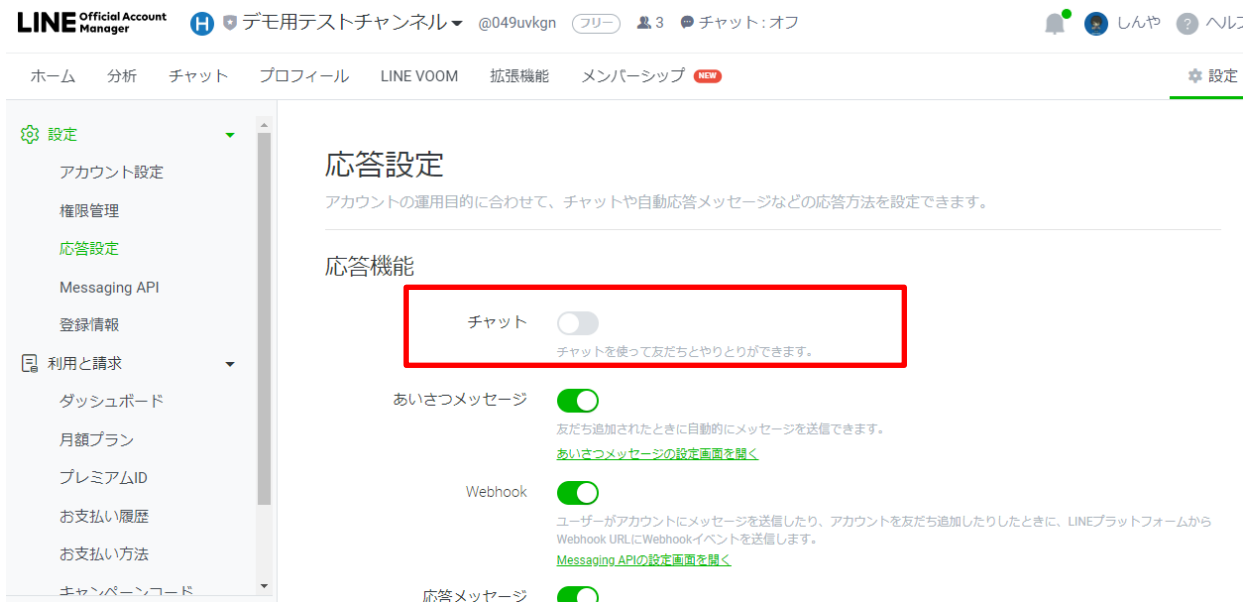 LINE Official Account Manager
H デモ用テストチャンネル @049uvkgn フリー 3 チャット : オフ しんや ? ヘルプ
ホーム 分析 チャット プロフィール LINE VOOM 拡張機能 メンバーシップ NEW 設定
設定
アカウント設定
権限管理
応答設定
Messaging API
登録情報
利用と請求
ダッシュボード
月額プラン
プレミアムID
お支払い履歴
お支払い方法
キャンペーンコード
応答設定
アカウントの運用目的に合わせて、チャットや自動応答メッセージなどの応答方法を設定できます。
応答機能
チャット
チャットを使って友だちとやりとりができます。
あいさつメッセージ
友だち追加されたときに自動的にメッセージを送信できます。
あいさつメッセージの設定画面を開く
Webhook
ユーザーがアカウントにメッセージを送信したり、アカウントを友だち追加したりしたときに、LINEプラットフォームから
Webhook URLにWebhookイベントを送信します。
Messaging APIの設定画面を開く
応答メッセージ